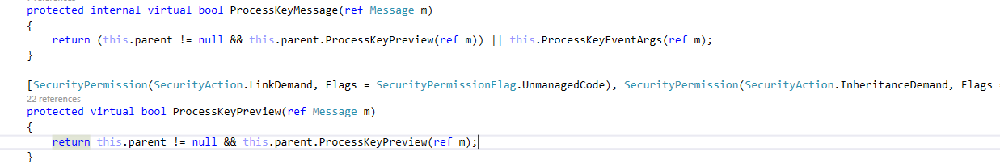 protected internal virtual bool ProcessKeyMessage(ref Message m)
{
    return (this.parent != null && this.parent.ProcessKeyPreview(ref m)) || this.ProcessKeyEventArgs(ref m);
}
[SecurityPermission(SecurityAction.LinkDemand, Flags = SecurityPermissionFlag.UnmanagedCode), SecurityPermission(SecurityAction.InheritanceDemand, Flags
22 references
protected virtual bool ProcessKeyPreview(ref Message m)
{
    return this.parent != null && this.parent.ProcessKeyPreview(ref m);
}